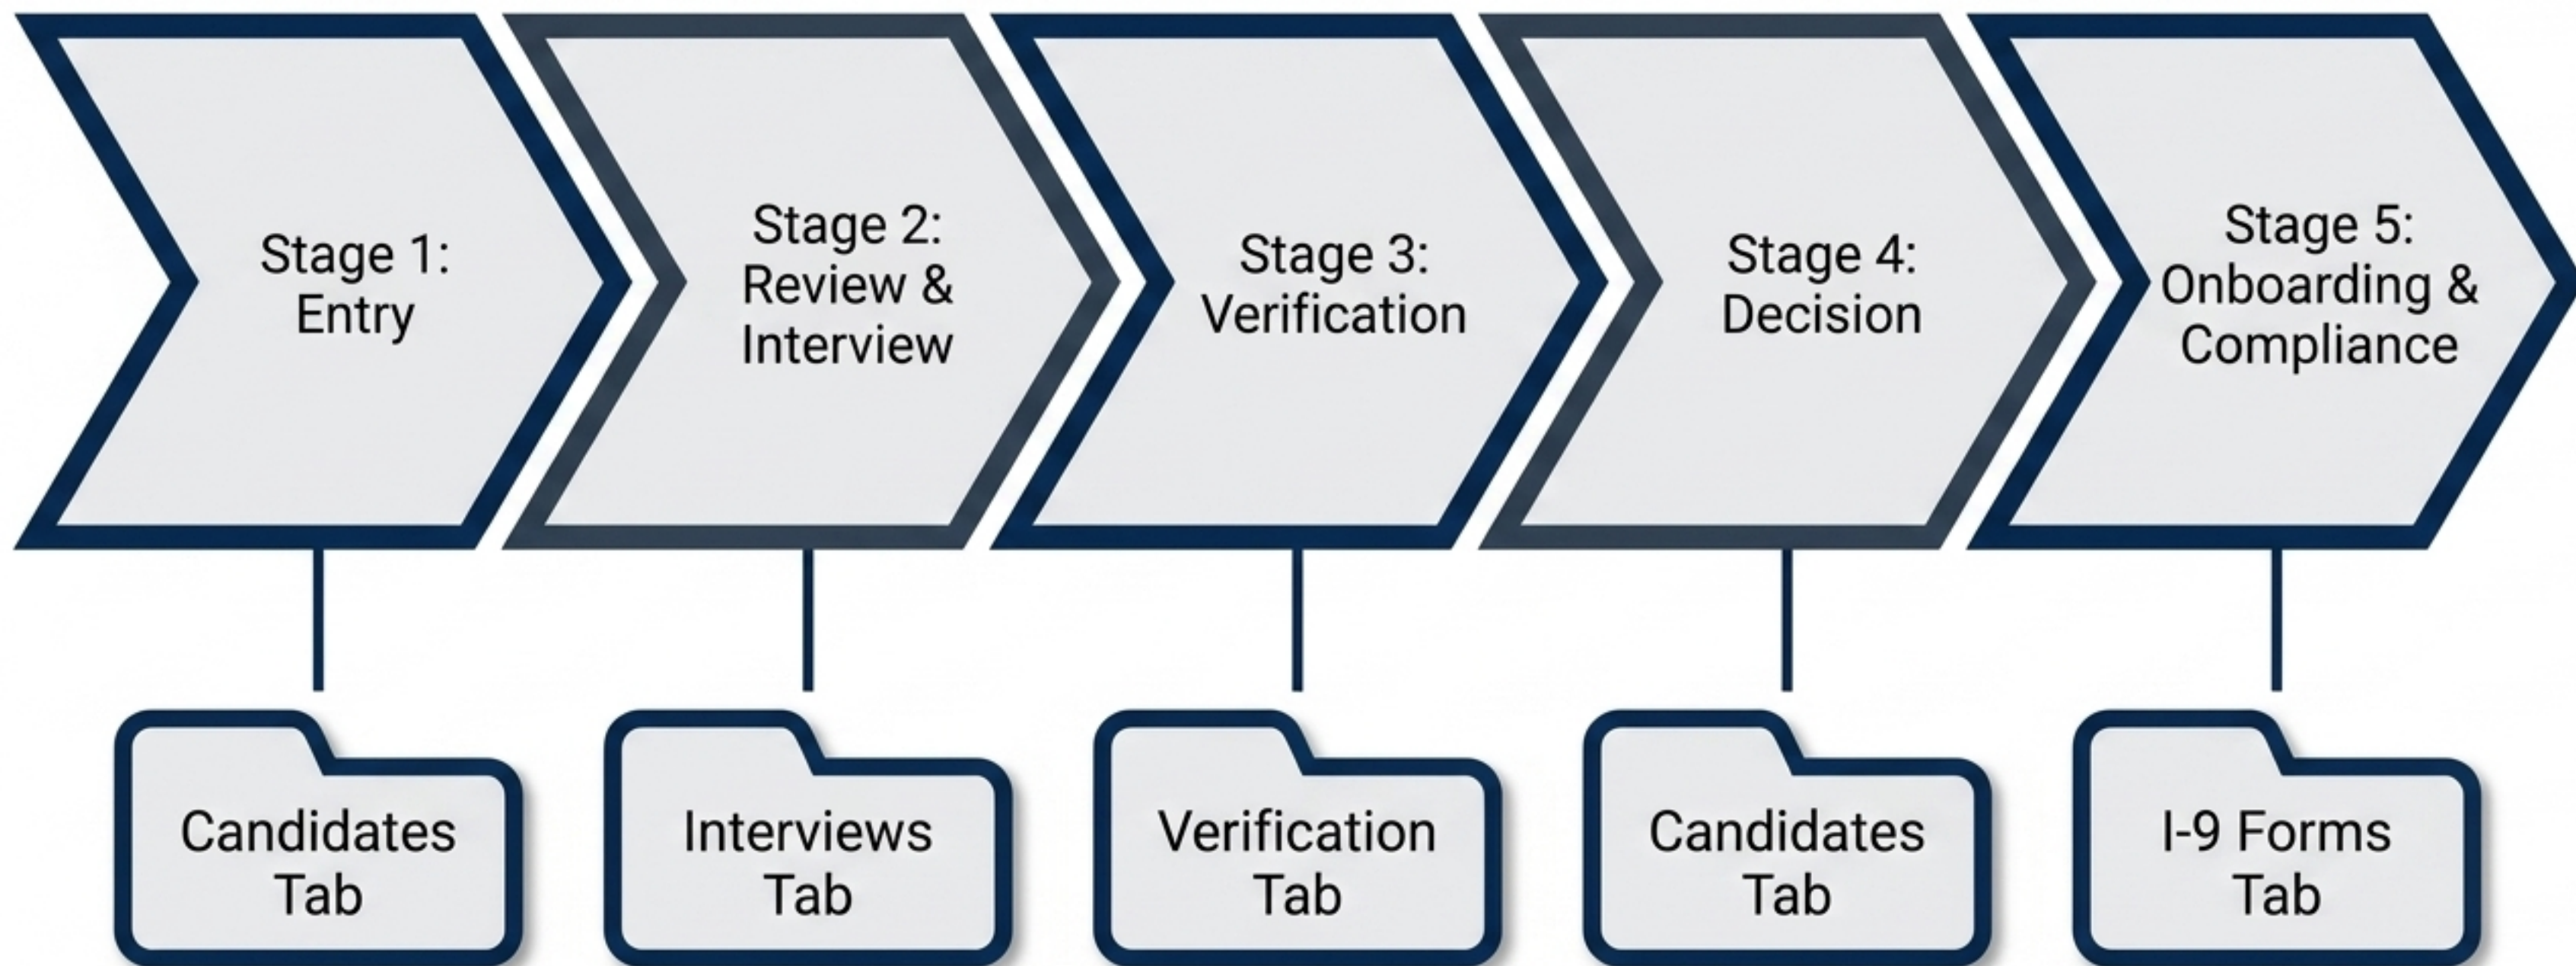 Stage 1:
Entry
Stage 2:
Review &
Interview
Stage 3:
Verification
Stage 4:
Decision
Stage 5:
Onboarding &
Compliance
Candidates
Tab
Interviews
Tab
Verification
Tab
Candidates
Tab
I-9 Forms
Tab